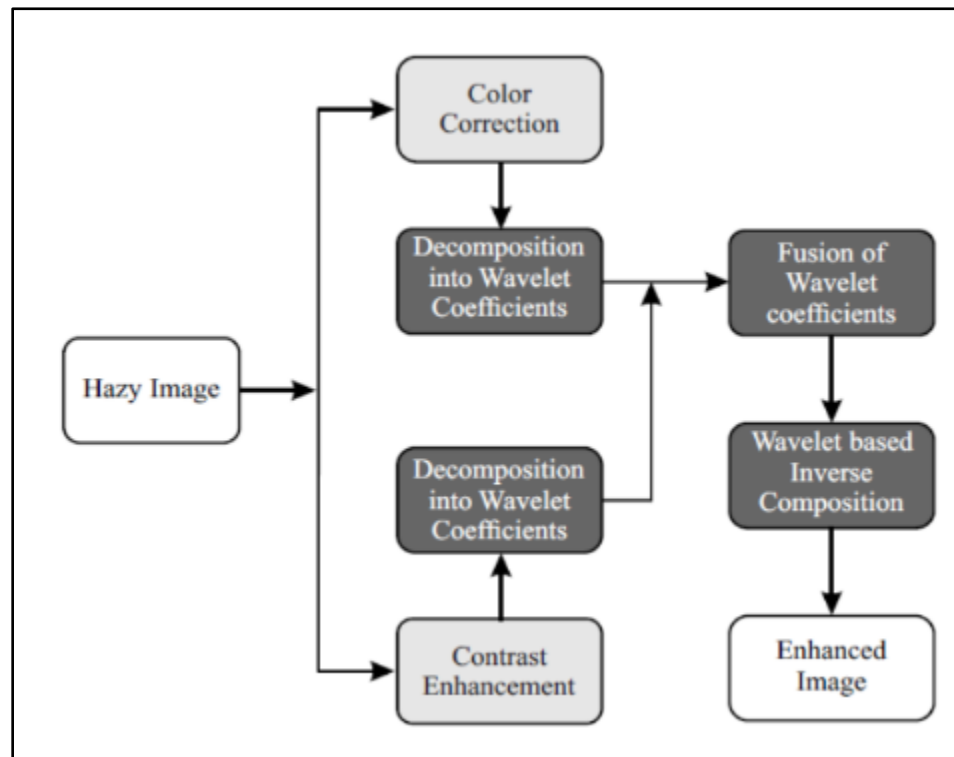 Color
Correction
Decomposition
into Wavelet
Coefficients
Fusion of
Wavelet
coefficients
Hazy Image
Decomposition
into Wavelet
Coefficients
Wavelet based
Inverse
Composition
Contrast
Enhancement
Enhanced
Image